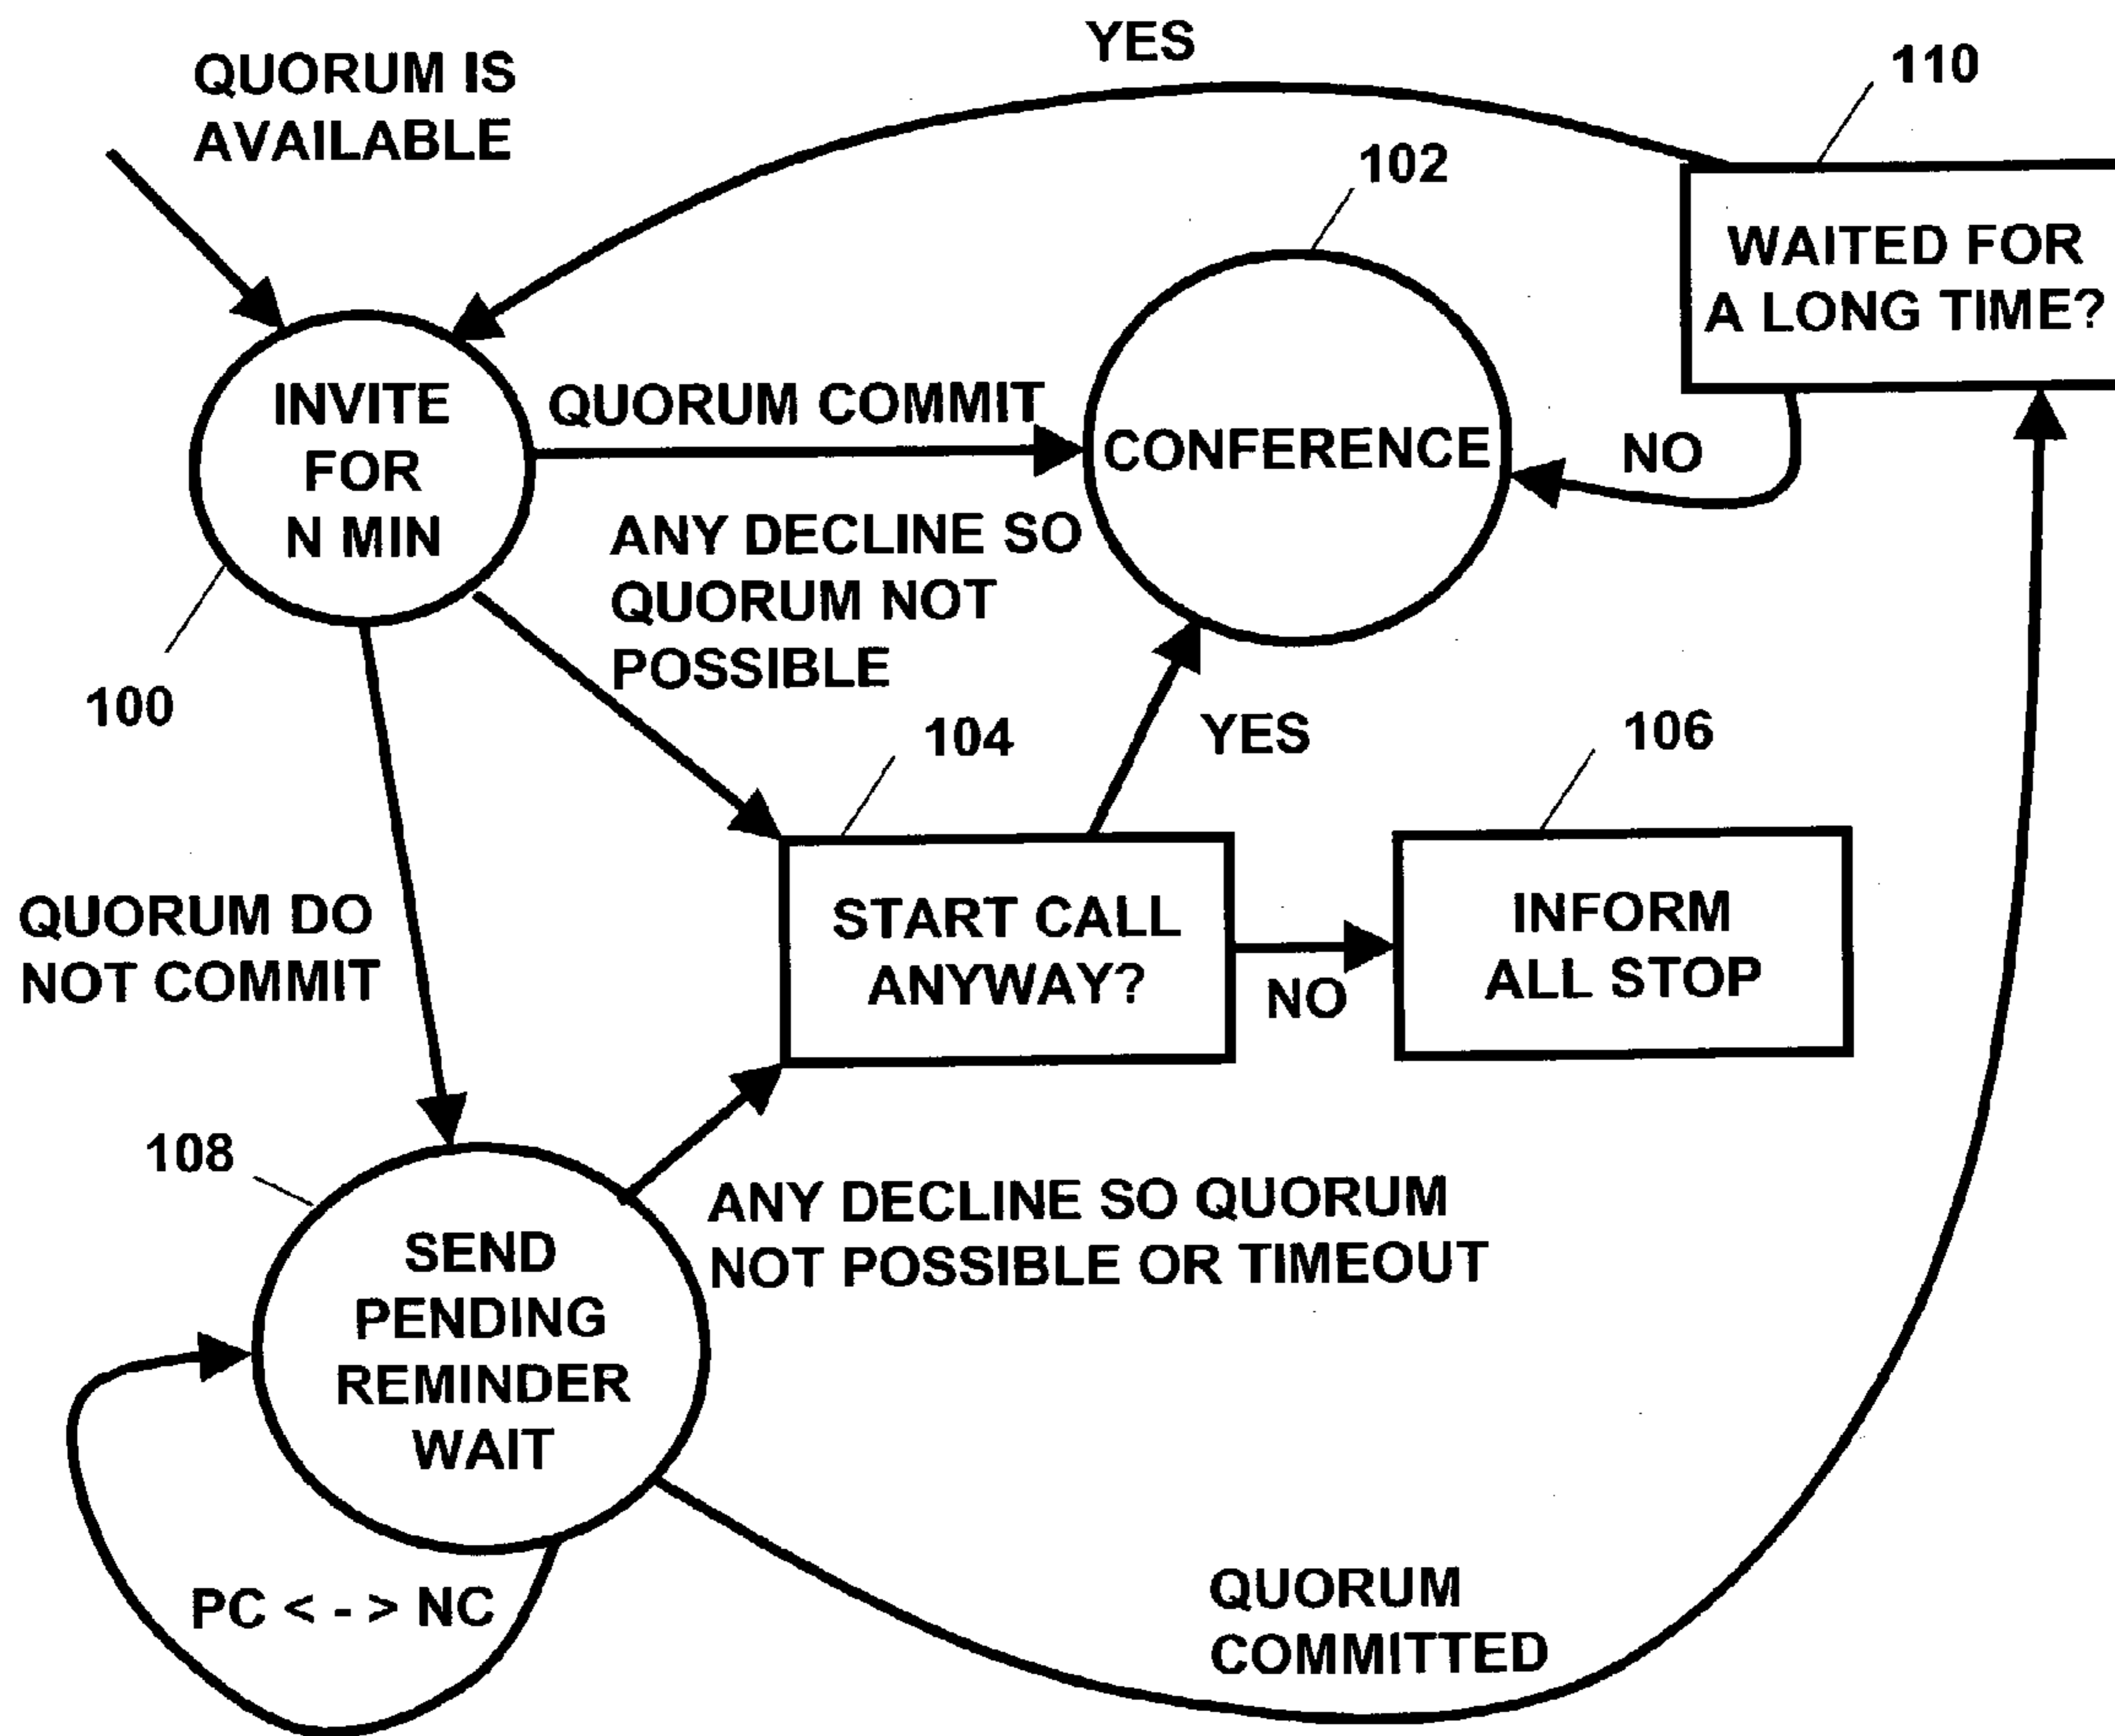 YES
QUORUM IS
AVAILABLE
110
102
WAITED FOR
A LONG TIME?
INVITE
FOR
N MIN
QUORUM COMMIT
CONFERENCE
NO
ANY DECLINE SO
QUORUM NOT
POSSIBLE
100
104
YES
106
START CALL
ANYWAY?
NO
INFORM
ALL STOP
QUORUM DO
NOT COMMIT
108
ANY DECLINE SO QUORUM
NOT POSSIBLE OR TIMEOUT
SEND
PENDING
REMINDER
WAIT
PC < - > NC
QUORUM
COMMITTED